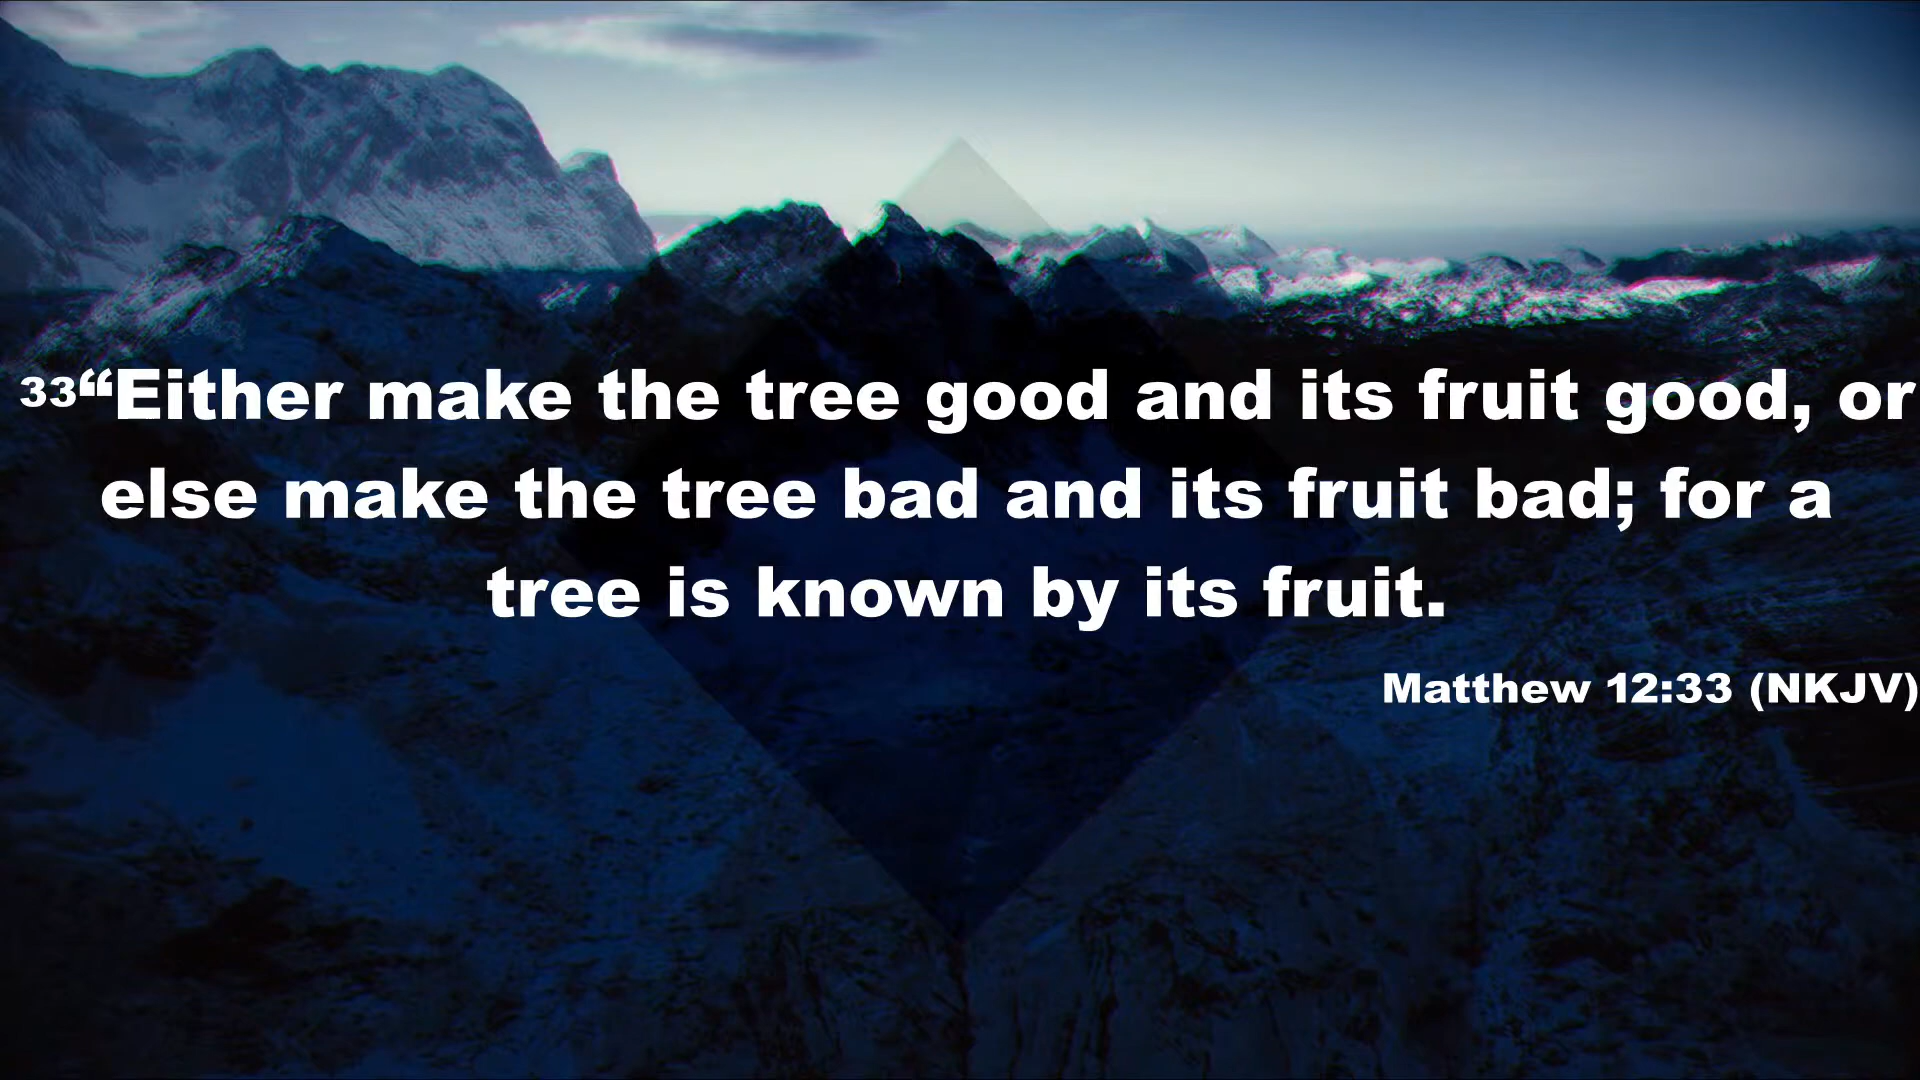 33“Either make the tree good and its fruit good, or
else make the tree bad and its fruit bad; for a
tree is known by its fruit.
Matthew 12:33 (NKJV)